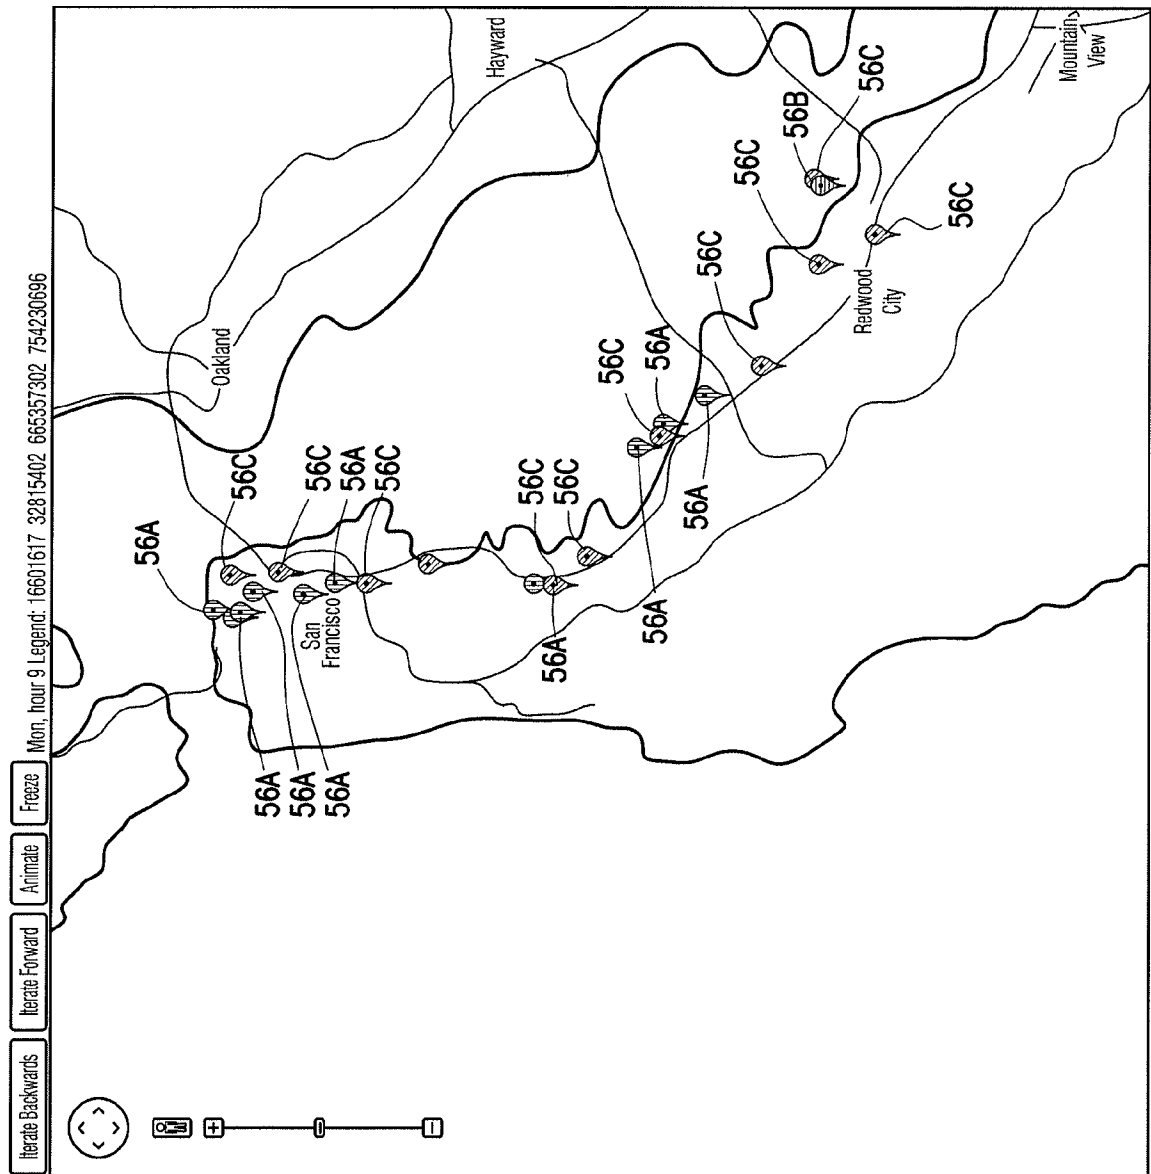 Iterate Backwards
Iterate Forward
Animate
Freeze
Mon, hour 9 Legend: 16601617 32815402 665357302 754230696
Oakland
Hayward
56A
56C
56C
56A
56C
San
Francisco
56A
56A
56A
56C
56C
56A
56C
56A
56A
56A
56C
56C
56B
56C
56C
Redwood
City
Mountain
View
+
−